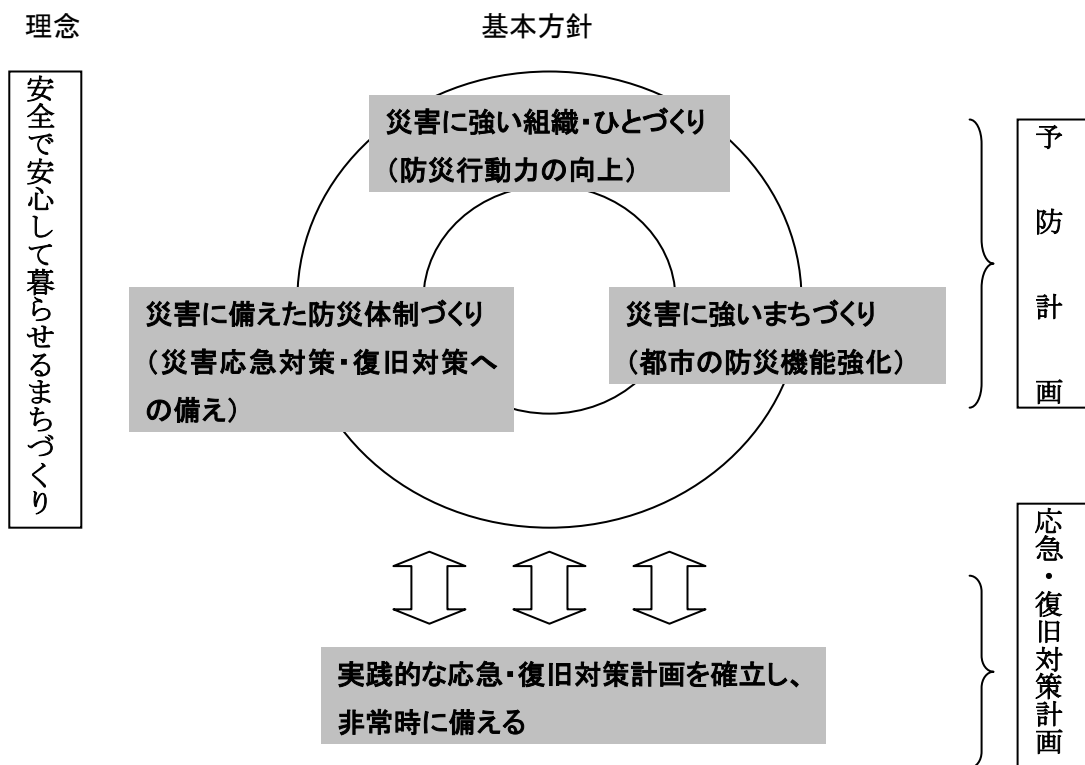 理念
基本方針
安全で安心して暮らせるまちづくり
災害に強い組織・ひとづくり
（防災行動力の向上）
災害に備えた防災体制づくり
（災害応急対策・復旧対策へ
の備え）
災害に強いまちづくり
（都市の防災機能強化）
予防計画
実践的な応急・復旧対策計画を確立し、
非常時に備える
応急・復旧対策計画